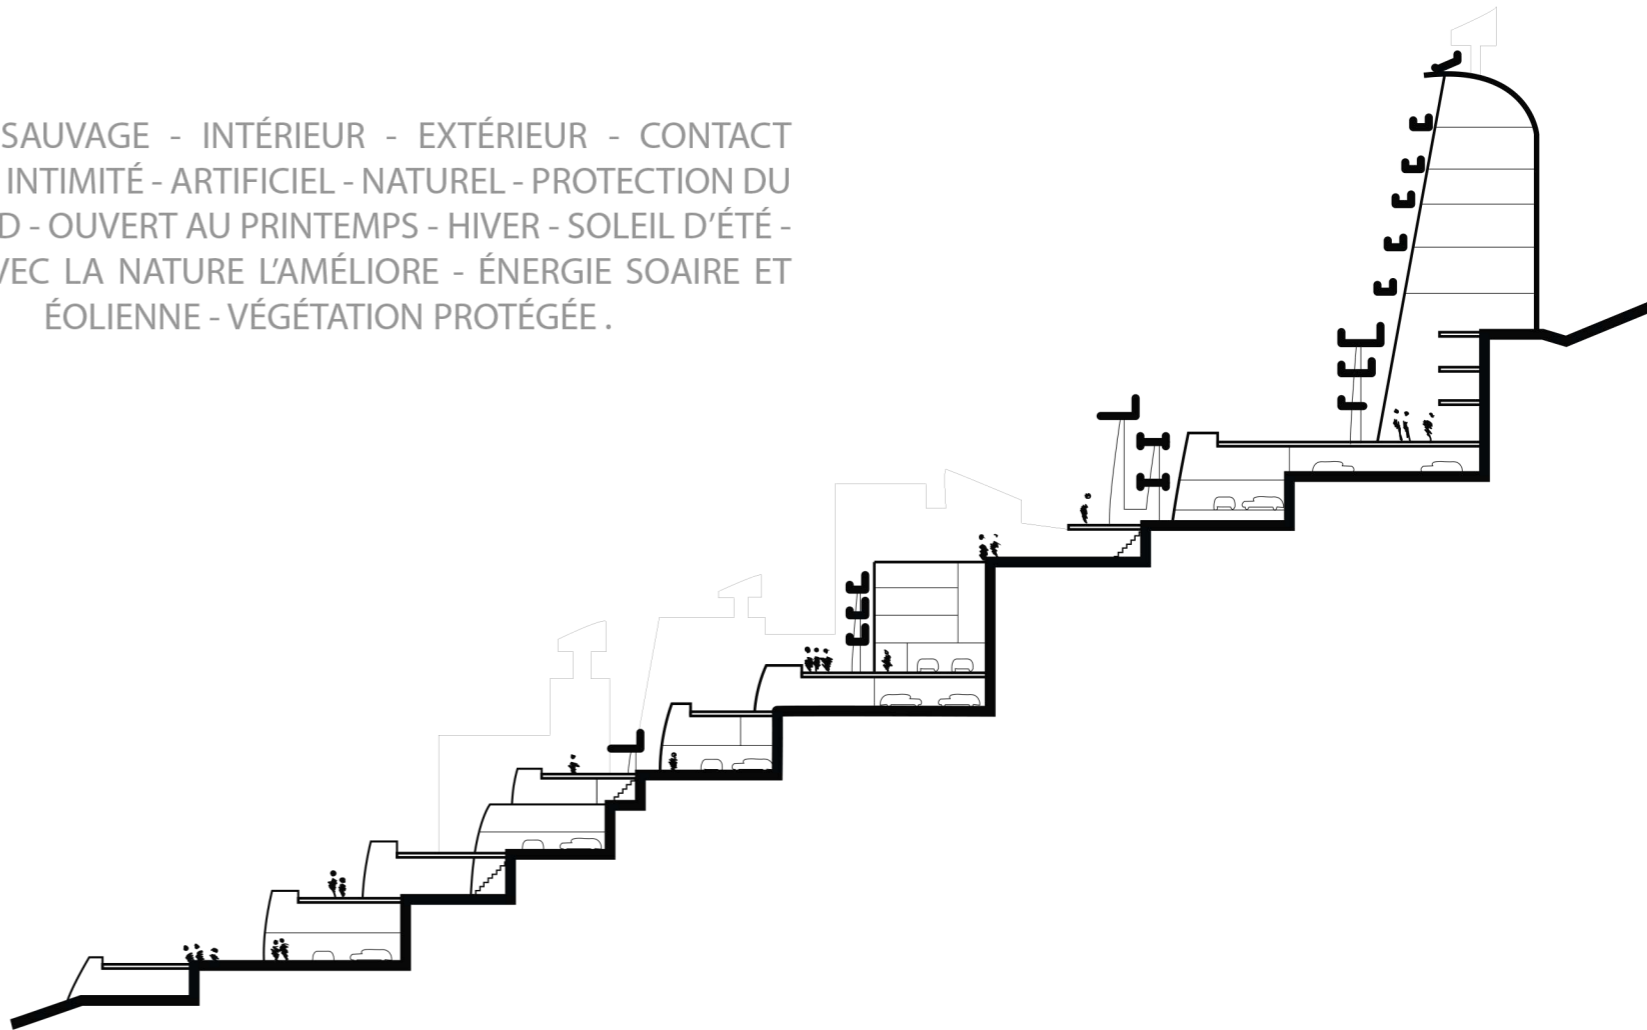 SAUVAGE - INTÉRIEUR - EXTÉRIEUR - CONTACT
INTIMITÉ - ARTIFICIEL - NATUREL - PROTECTION DU
D - OUVERT AU PRINTEMPS - HIVER - SOLEIL D’ÉTÉ -
VEC LA NATURE L’AMÉLIORE - ÉNERGIE SOAIRE ET
ÉOLIENNE - VÉGÉTATION PROTÉGÉE .